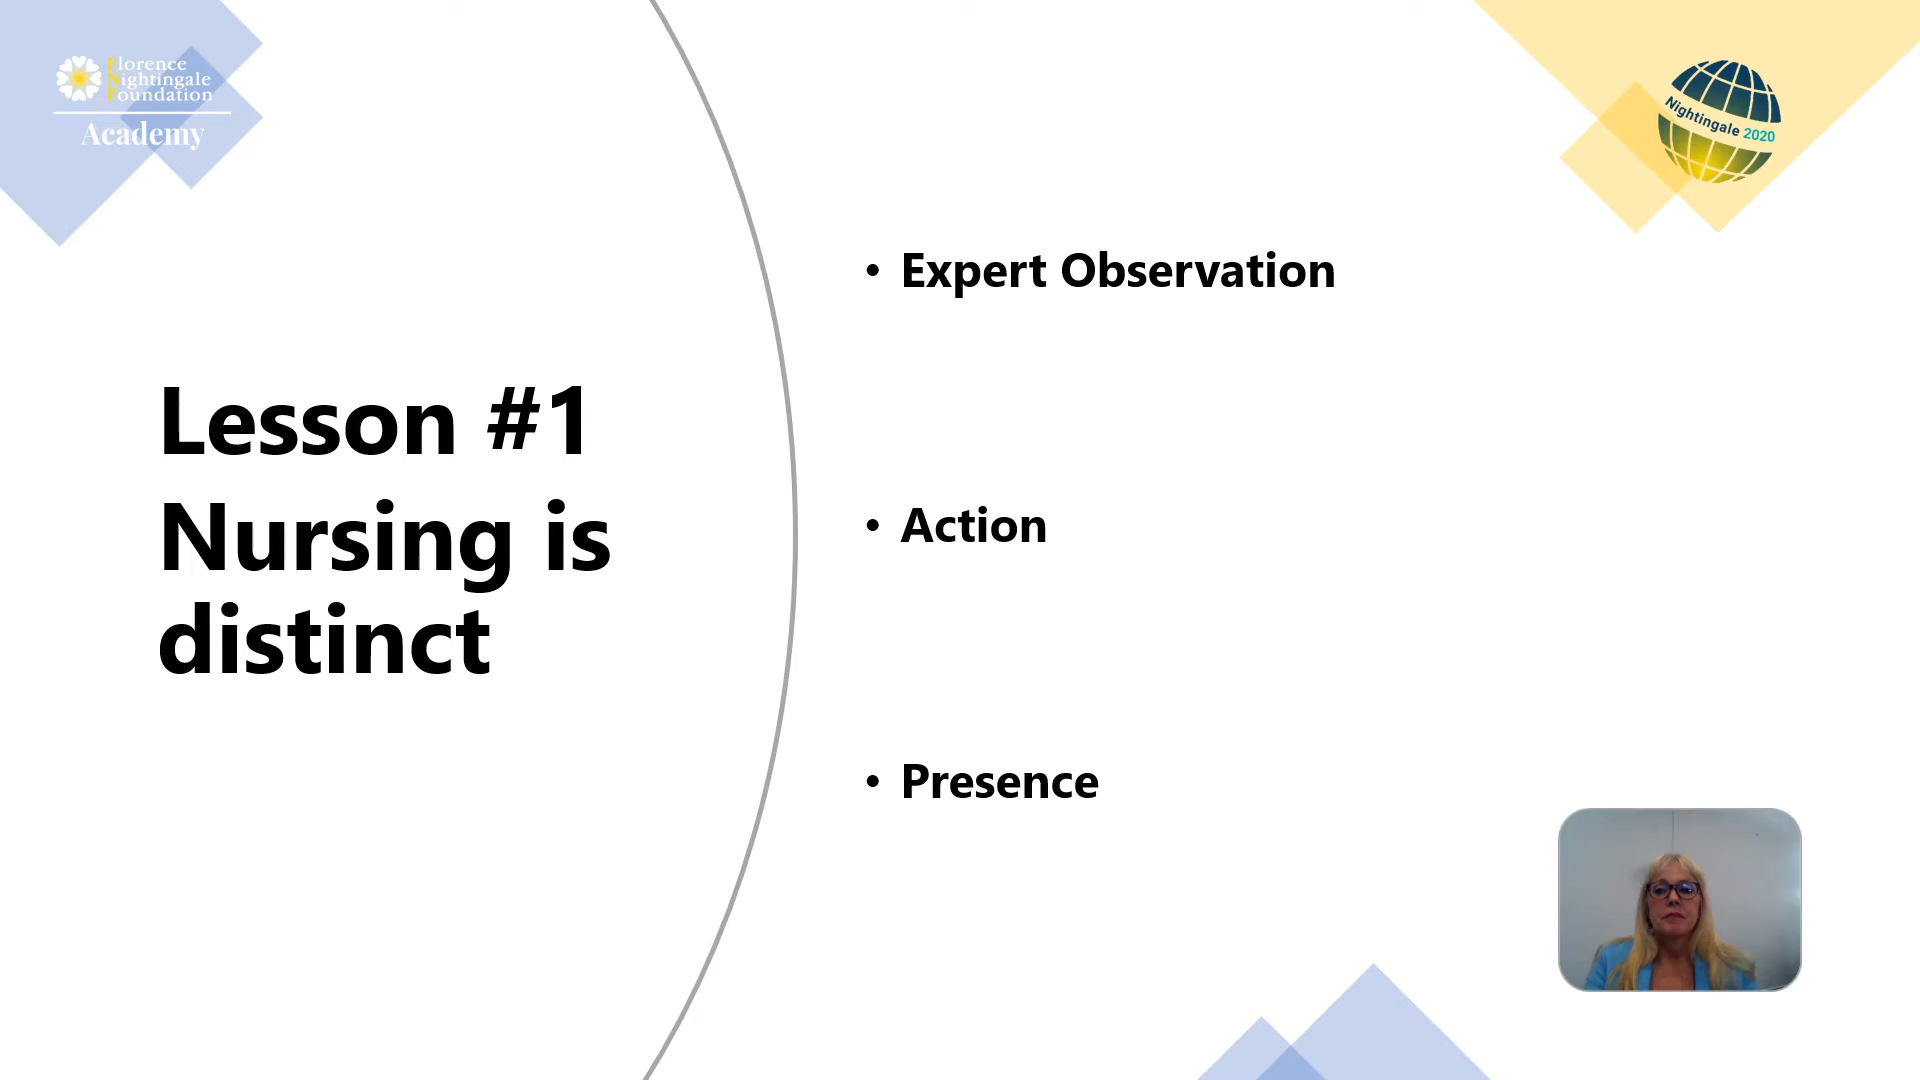 Florence
Nightingale
Foundation
Academy
Nightingale 2020
Lesson #1
Nursing is
distinct
• Expert Observation
• Action
• Presence